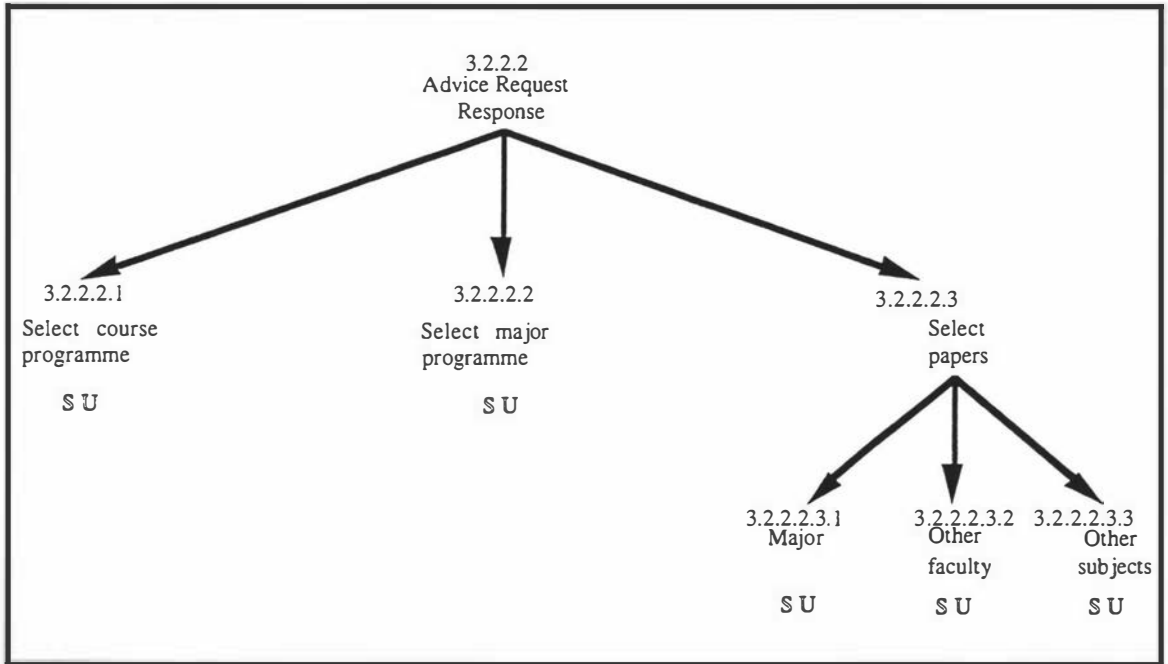 3.2.2.2
Advice Request
Response
3.2.2.2.1
Select course
programme
S U
3.2.2.2.2
Select major
programme
S U
3.2.2.2.3
Select
papers
3.2.2.2.3.1
Major
S U
3.2.2.2.3.2
Other
faculty
S U
3.2.2.2.3.3
Other
subjects
S U